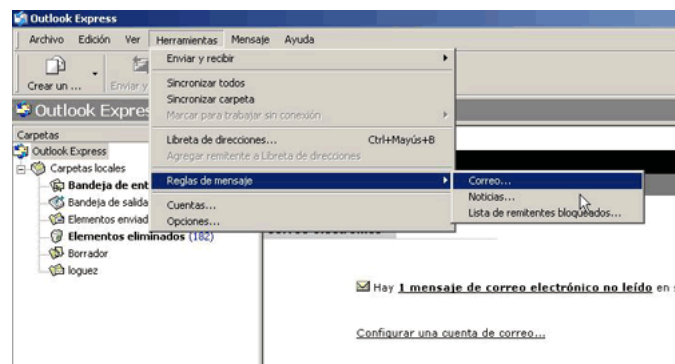 Outlook Express
Archivo Edición Ver Herramientas Mensaje Ayuda
Crear un ... Enviar y
Enviar y recibir
Sincronizar todos
Sincronizar carpeta
Marcar para trabajar sin conexión
Libreta de direcciones... Ctrl+Mayús+B
Agregar remitente a Libreta de direcciones
Reglas de mensaje
Cuentas...
Opciones...
Correo...
Noticias...
Lista de remitentes bloqueados...
Outlook Expres
Carpetas
Outlook Express
Carpetas locales
Bandeja de ent
Bandeja de salida
Elementos enviad
Elementos eliminados (182)
Borrador
loguez
Hay 1 mensaje de correo electrónico no leído en
Configurar una cuenta de correo...